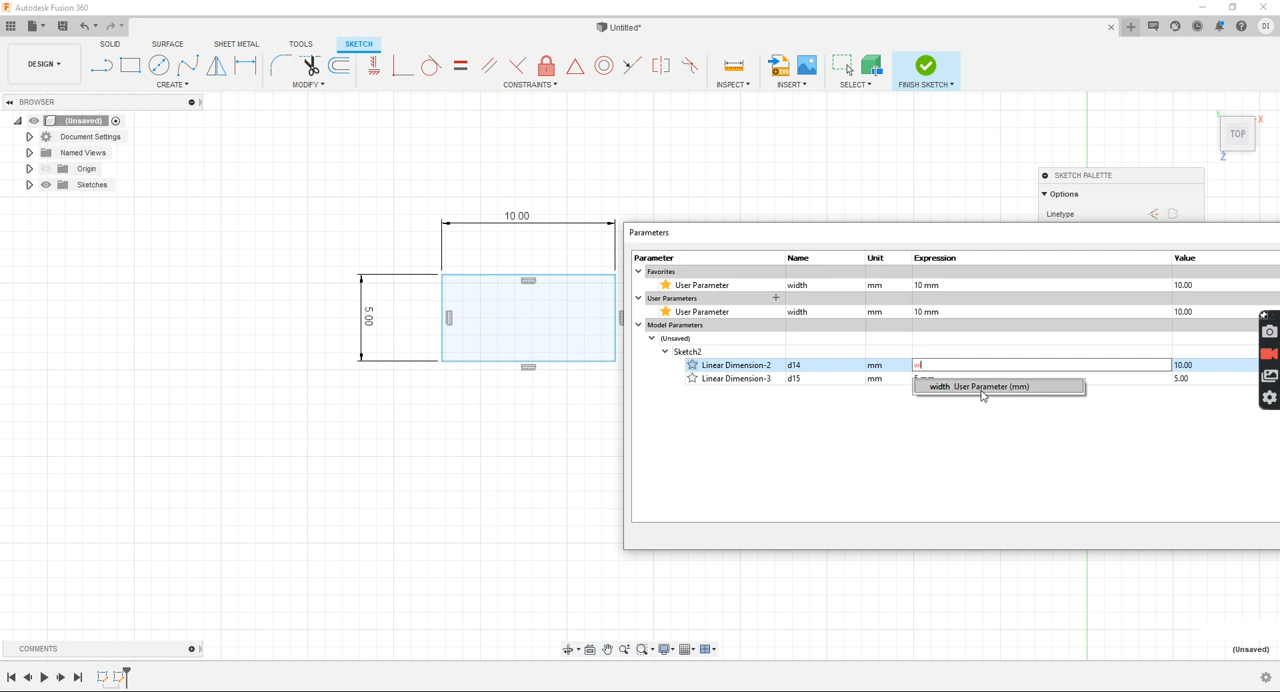 Autodesk Fusion 360
Untitled*
DI
SOLID SURFACE SHEET METAL TOOLS SKETCH
DESIGN
CREATE MODIFY CONSTRAINTS INSPECT INSERT SELECT FINISH SKETCH
BROWSER
(Unsaved)
Document Settings
Named Views
Origin
Sketches
TOP
X
Y
Z
SKETCH PALETTE
Options
Linetype
10.00
5.00
Parameters
Parameter Name Unit Expression Value
Favorites
User Parameter width mm 10 mm 10.00
User Parameters
User Parameter width mm 10 mm 10.00
Model Parameters
(Unsaved)
Sketch2
Linear Dimension-2 d14 mm wi 10.00
Linear Dimension-3 d15 mm 5 mm 5.00
width User Parameter (mm)
COMMENTS
(Unsaved)